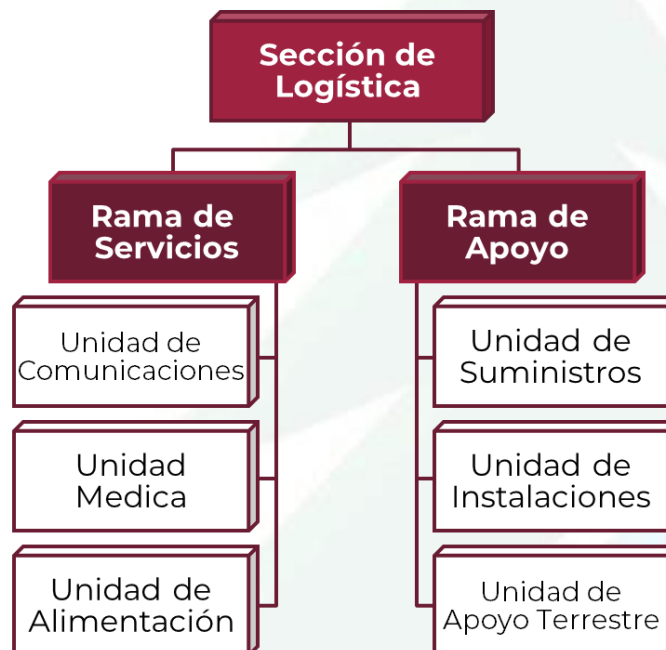 Sección de
Logística
Rama de
Servicios
Rama de
Apoyo
Unidad de
Comunicaciones
Unidad
Medica
Unidad de
Alimentación
Unidad de
Suministros
Unidad de
Instalaciones
Unidad de
Apoyo Terrestre